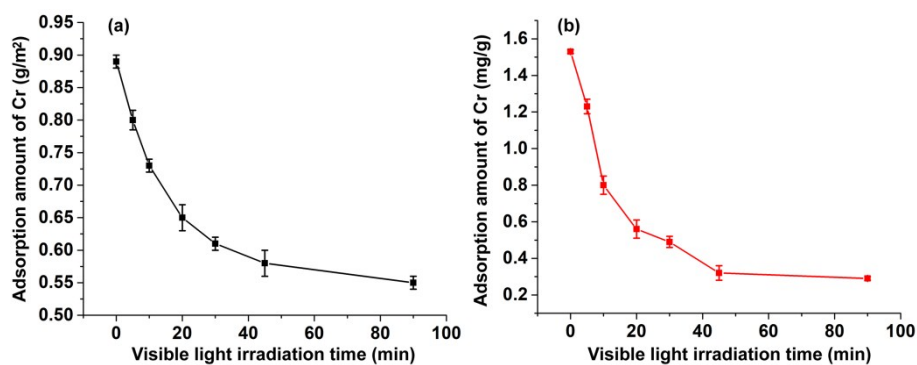 (a)
Adsorption amount of Cr (g/m²)
0.95
0.90
0.85
0.80
0.75
0.70
0.65
0.60
0.55
0.50
0 20 40 60 80 100
Visible light irradiation time (min)
(b)
Adsorption amount of Cr (mg/g)
1.6
1.4
1.2
1.0
0.8
0.6
0.4
0.2
0 20 40 60 80 100
Visible light irradiation time (min)